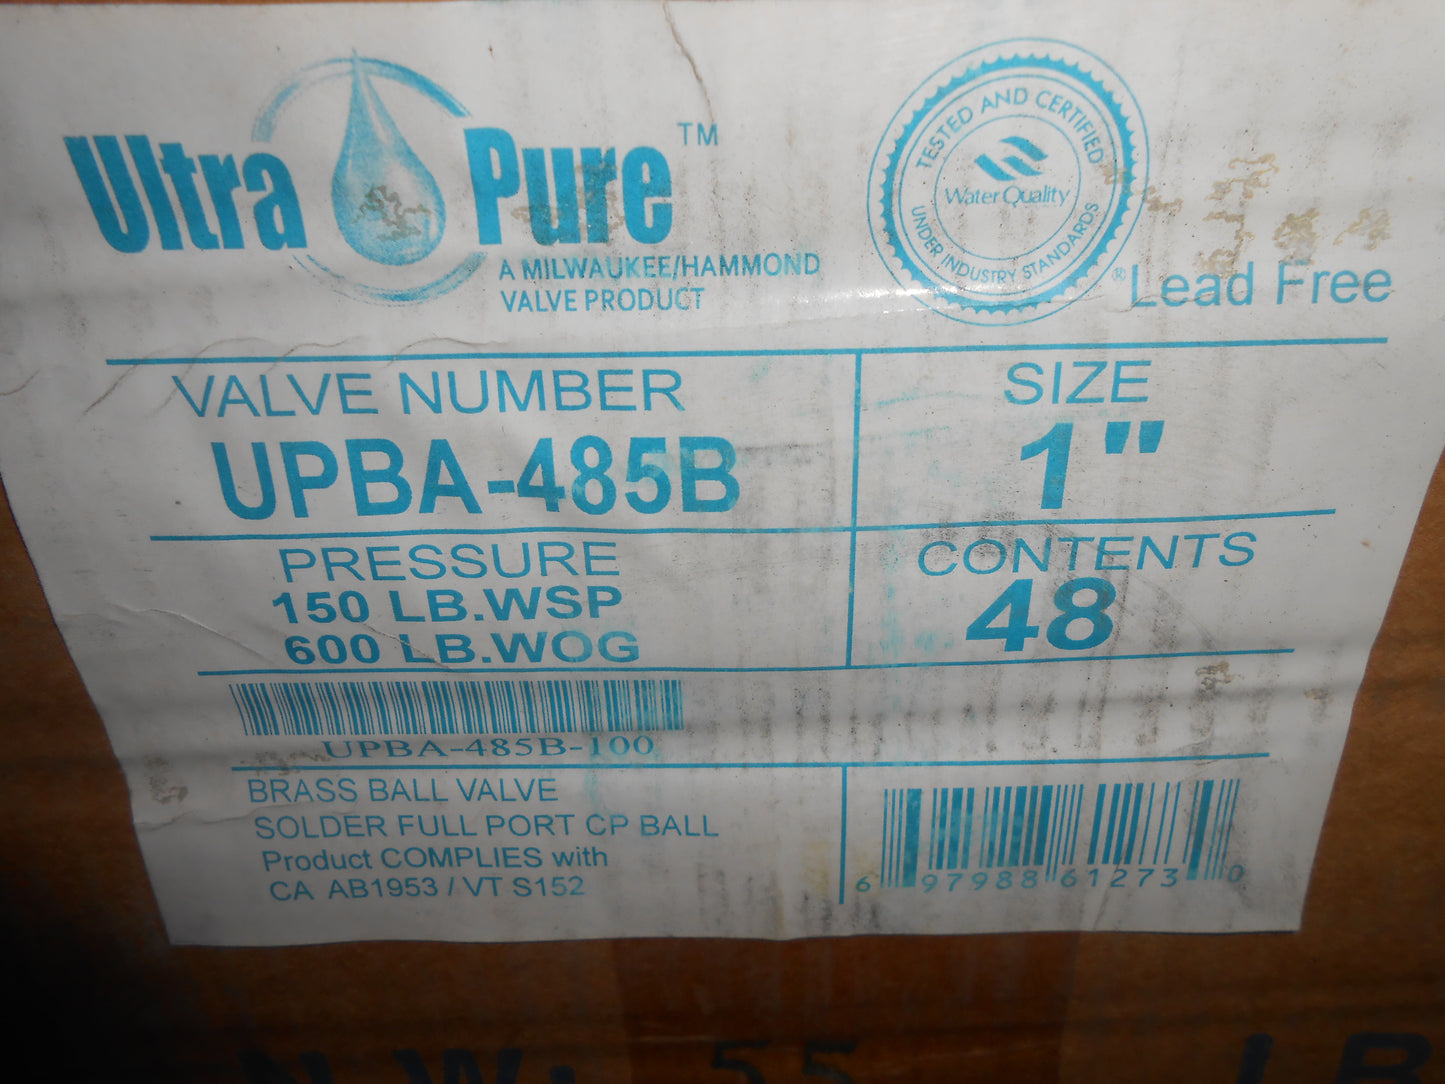 Ultra Pure™
A MILWAUKEE/HAMMOND
VALVE PRODUCT
TESTED AND CERTIFIED
Water Quality
UNDER INDUSTRY STANDARDS
®
Lead Free
VALVE NUMBER
UPBA-485B
SIZE
1"
PRESSURE
150 LB.WSP
600 LB.WOG
CONTENTS
48
UPBA-485B-100
BRASS BALL VALVE
SOLDER FULL PORT CP BALL
Product COMPLIES with
CA AB1953 / VT S152
6 97988 61273 0
N.W: 55 LB